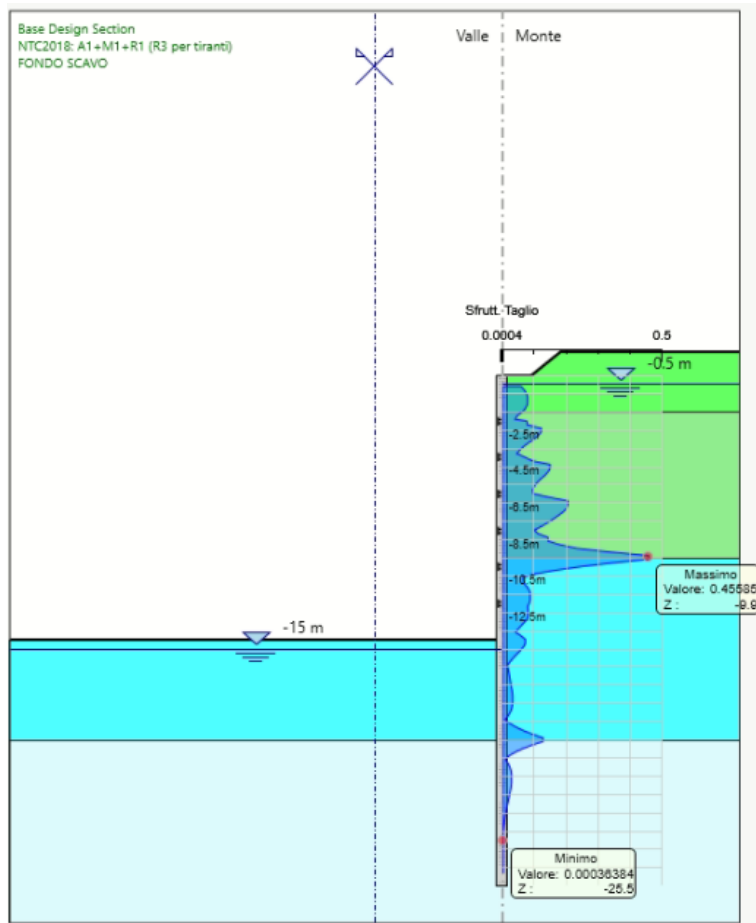 Base Design Section
NTC2018: A1+M1+R1 (R3 per tiranti)
FONDO SCAVO
Valle
Monte
Sfrutt. Taglio
0.0004
0.5
-0.5 m
-2.5m
-4.5m
-6.5m
-8.5m
-10.5m
-12.5m
Massimo
Valore: 0.45585
Z : -9.9
-15 m
Minimo
Valore: 0.00036384
Z : -25.5